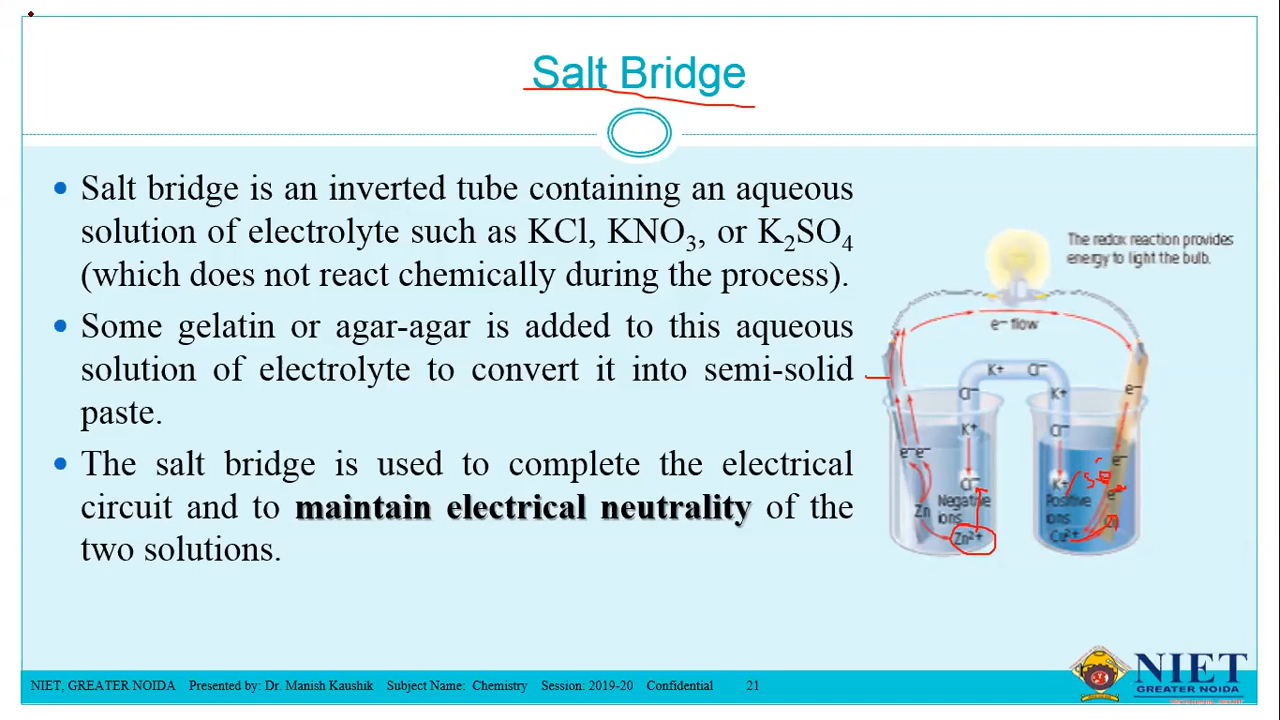 Salt Bridge
• Salt bridge is an inverted tube containing an aqueous
solution of electrolyte such as KCl, KNO3, or K2SO4
(which does not react chemically during the process).
• Some gelatin or agar-agar is added to this aqueous
solution of electrolyte to convert it into semi-solid
paste.
• The salt bridge is used to complete the electrical
circuit and to maintain electrical neutrality of the
two solutions.
The redox reaction provides
energy to light the bulb.
e− flow
K+ Cl−
Cl− K+
e−
K+ Cl−
e− e− e−
Cl− K+
e−
Zn Negative ions
Positive ions
Zn2+ Cu2+
NIET, GREATER NOIDA Presented by: Dr. Manish Kaushik Subject Name: Chemistry Session: 2019-20 Confidential 21
NIET
GREATER NOIDA